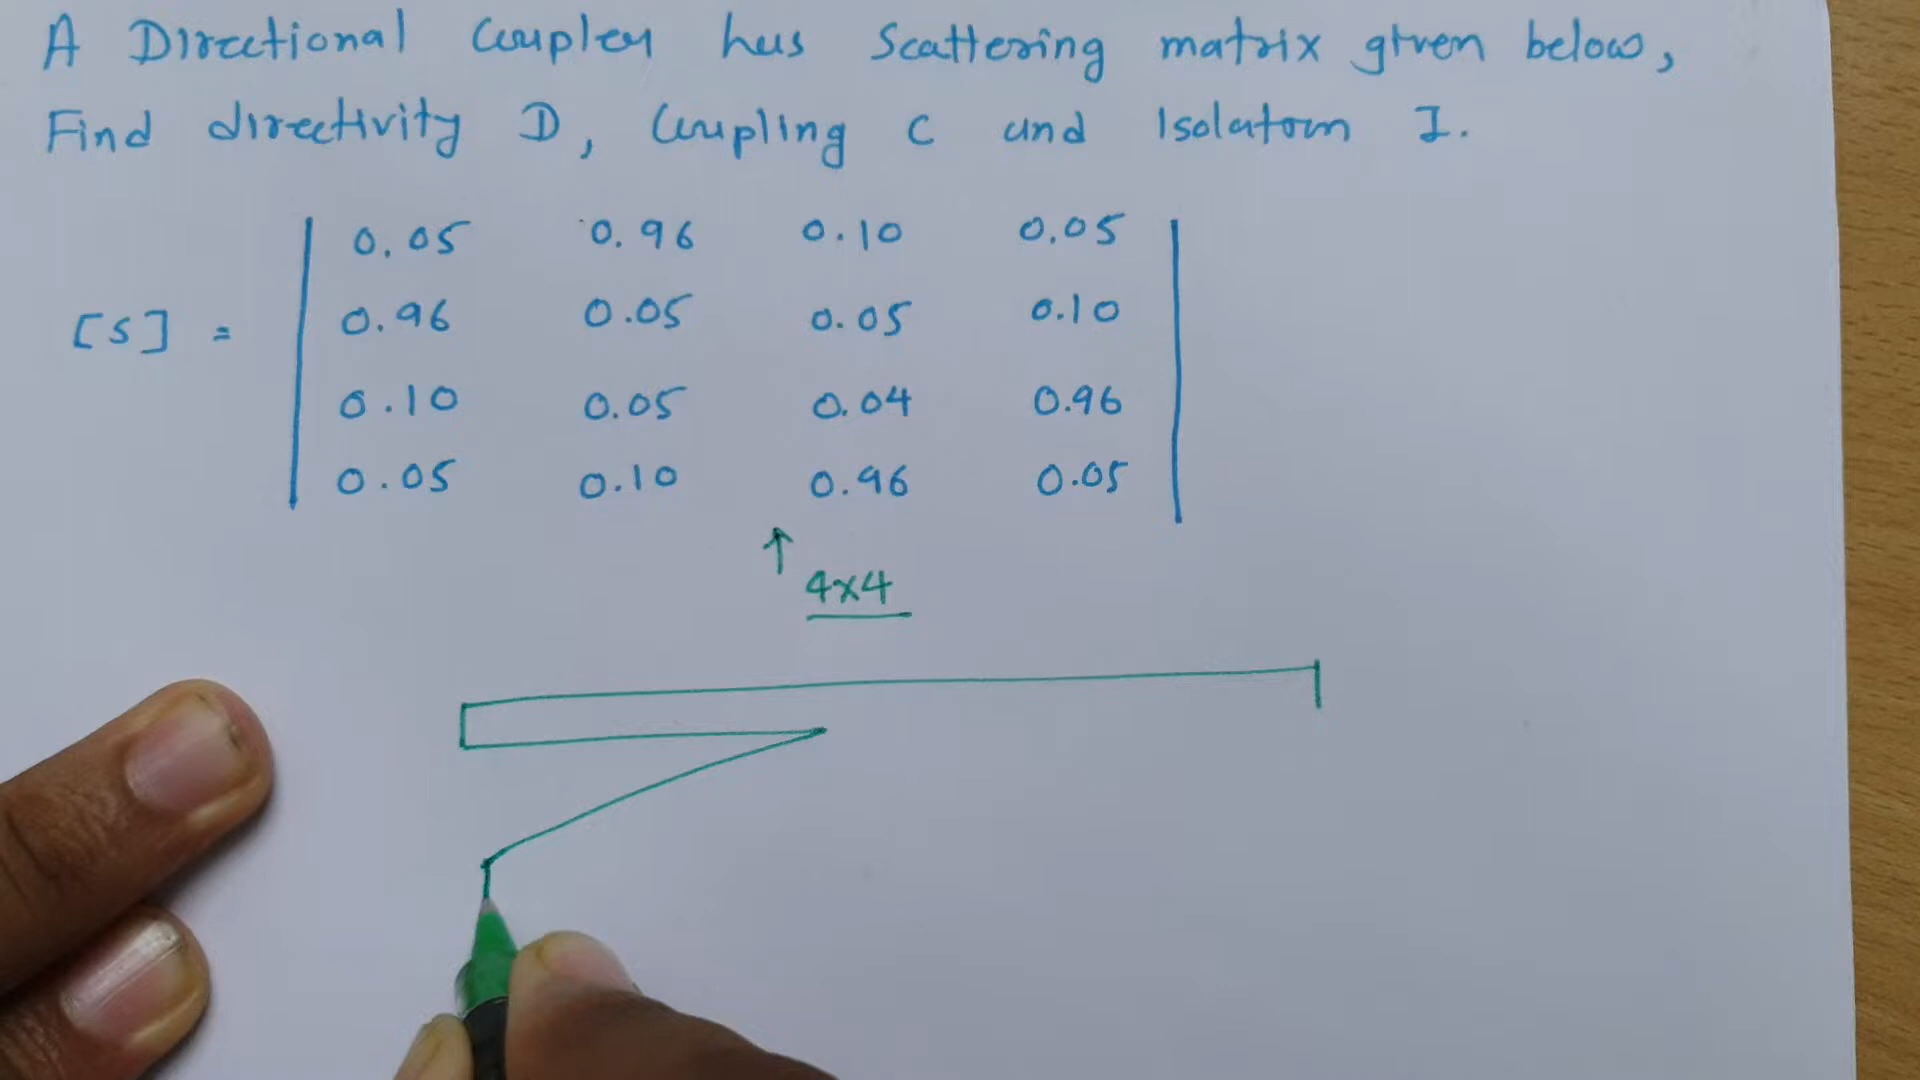 A Directional Coupler has Scattering matrix given below,
Find directivity D, Coupling C and Isolation I.
0.05 0.96 0.10 0.05
[S] = 0.96 0.05 0.05 0.10
0.10 0.05 0.04 0.96
0.05 0.10 0.96 0.05
↑
4x4